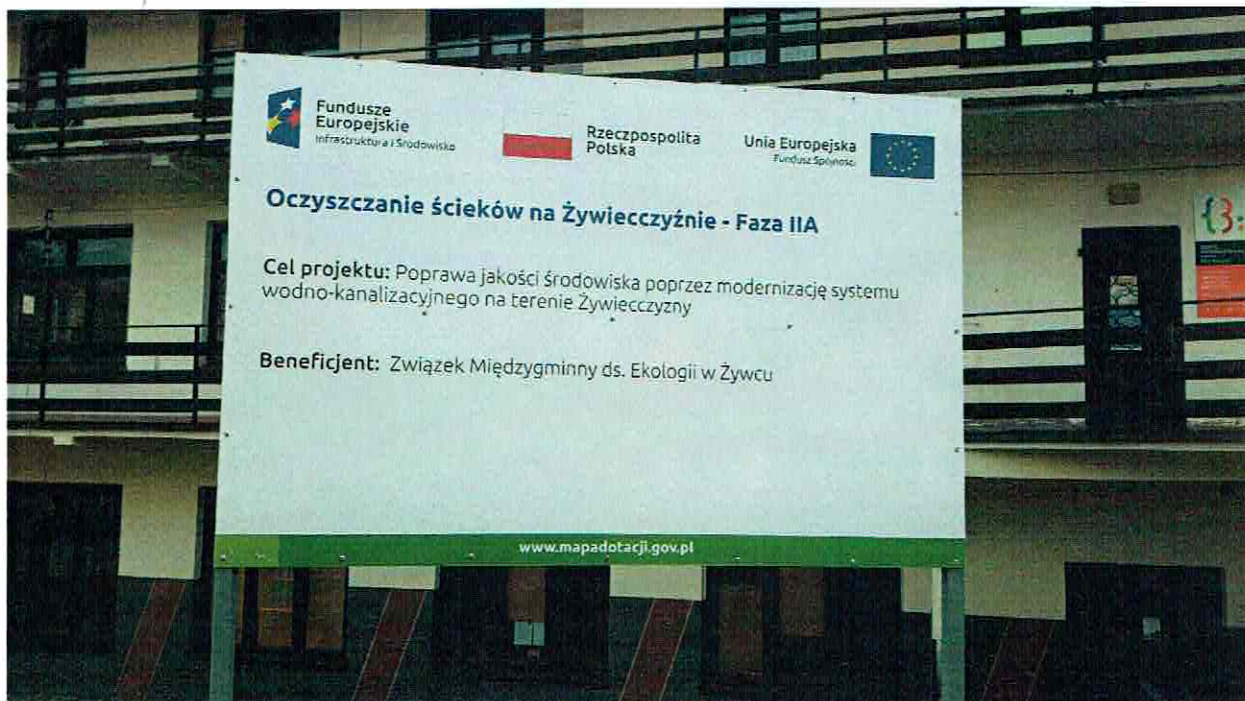 Fundusze
Europejskie
Infrastruktura i Środowisko
Rzeczpospolita
Polska
Unia Europejska
Fundusz Spójności
Oczyszczanie ścieków na Żywiecczyźnie - Faza IIA
Cel projektu: Poprawa jakości środowiska poprzez modernizację systemu
wodno-kanalizacyjnego na terenie Żywiecczyzny
Beneficjent: Związek Międzygminny ds. Ekologii w Żywcu
www.mapadotacji.gov.pl